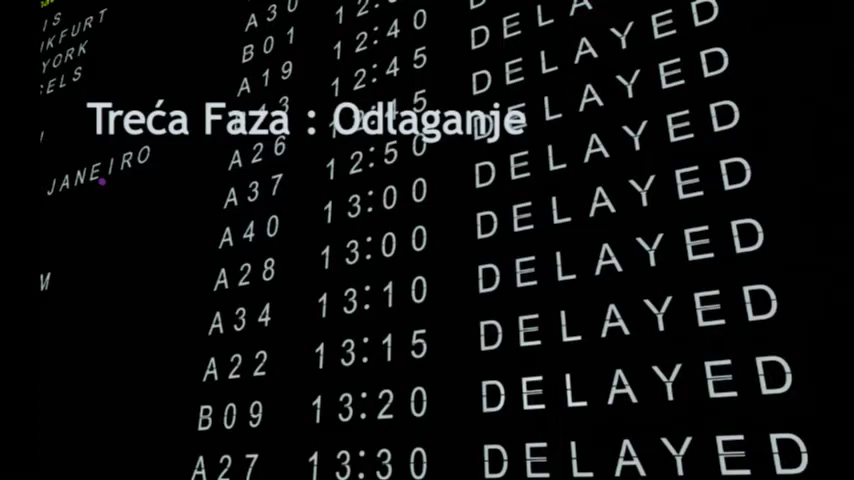 IS
A30
DELAYED
KFURT
B01
12:40
DELAYED
YORK
A19
12:45
DELAYED
ELS
DELAYED
Treća Faza : Odlaganje
A26
12:50
DELAYED
JANEIRO
A37
13:00
DELAYED
A40
13:00
DELAYED
M
A28
13:10
DELAYED
A34
13:15
DELAYED
A22
13:20
DELAYED
B09
13:30
DELAYED
A27